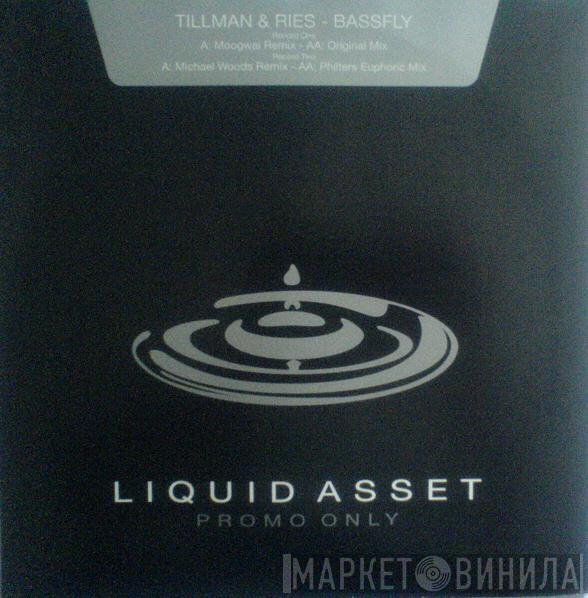 TILLMAN & RIES - BASSFLY
Record One
A: Moogwai Remix - AA: Original Mix
Record Two
A: Michael Woods Remix - AA: Philters Euphoric Mix
LIQUID ASSET
PROMO ONLY
МАРКЕТ ВИНИЛА